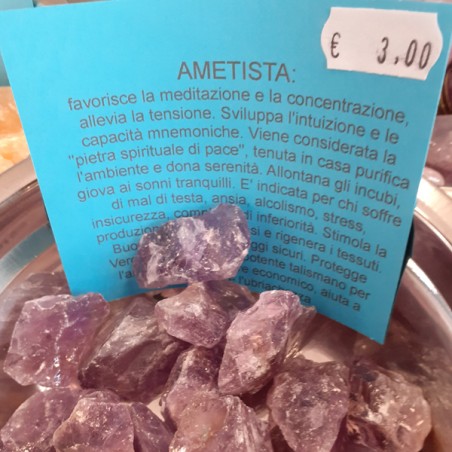 € 3,00
AMETISTA:
favorisce la meditazione e la concentrazione,
allevia la tensione. Sviluppa l'intuizione e le
capacità mnemoniche. Viene considerata la
"pietra spirituale di pace", tenuta in casa purifica
l'ambiente e dona serenità. Allontana gli incubi,
giova ai sonni tranquilli. E' indicata per chi soffre
di mal di testa, ansia, alcolismo, stress,
insicurezza, di inferiorità. Stimola la
si e rigenera i tessuti.
sicuri. Protegge
potente talismano per
economico, aiuta a